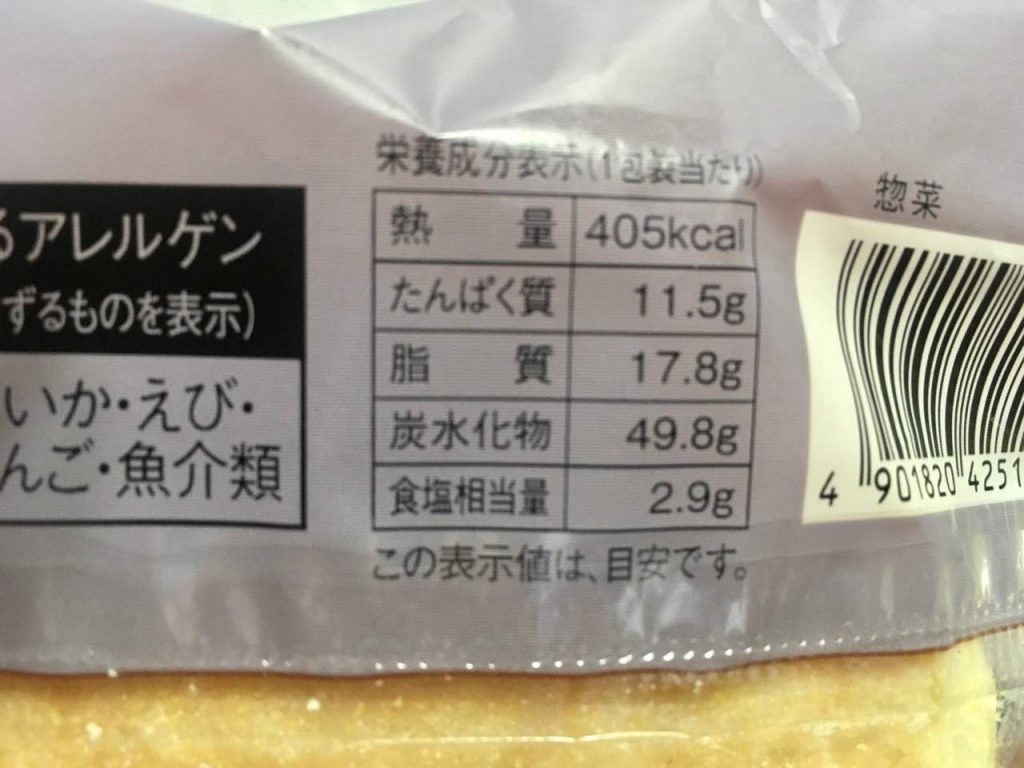 栄養成分表示(1包装当たり)
熱量 405kcal
たんぱく質 11.5g
脂質 17.8g
炭水化物 49.8g
食塩相当量 2.9g
この表示値は、目安です。
るアレルゲン
ずるものを表示)
いか・えび・
んご・魚介類
惣菜
4 901820 4251